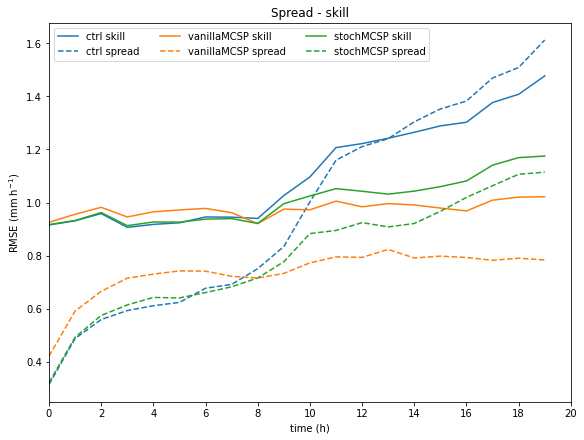 Spread - skill
ctrl skill
ctrl spread
vanillaMCSP skill
vanillaMCSP spread
stochMCSP skill
stochMCSP spread
RMSE (mm h⁻¹)
1.6
1.4
1.2
1.0
0.8
0.6
0.4
0 2 4 6 8 10 12 14 16 18 20
time (h)